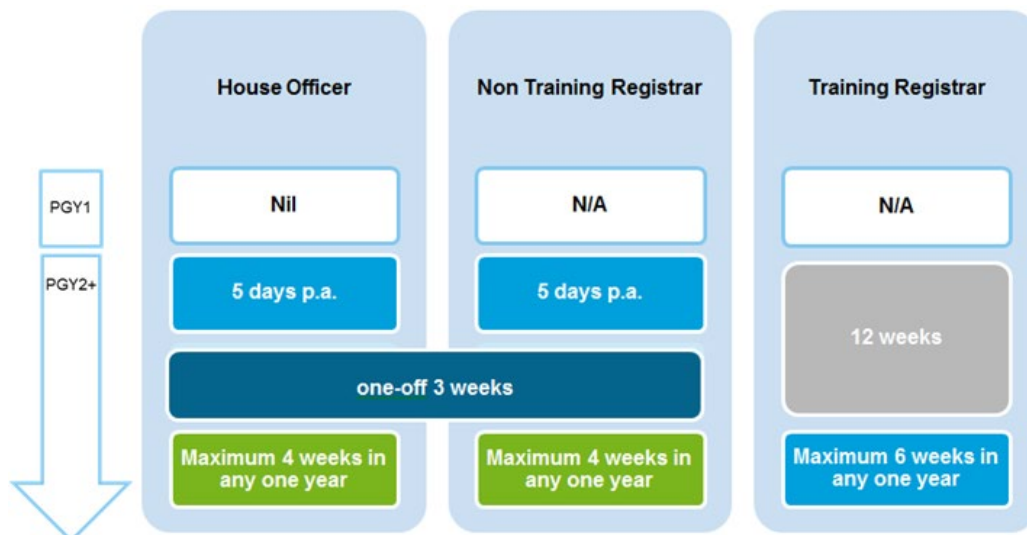 House Officer
Non Training Registrar
Training Registrar
PGY1
Nil
N/A
N/A
PGY2+
5 days p.a.
5 days p.a.
12 weeks
one-off 3 weeks
Maximum 4 weeks in
any one year
Maximum 4 weeks in
any one year
Maximum 6 weeks in
any one year